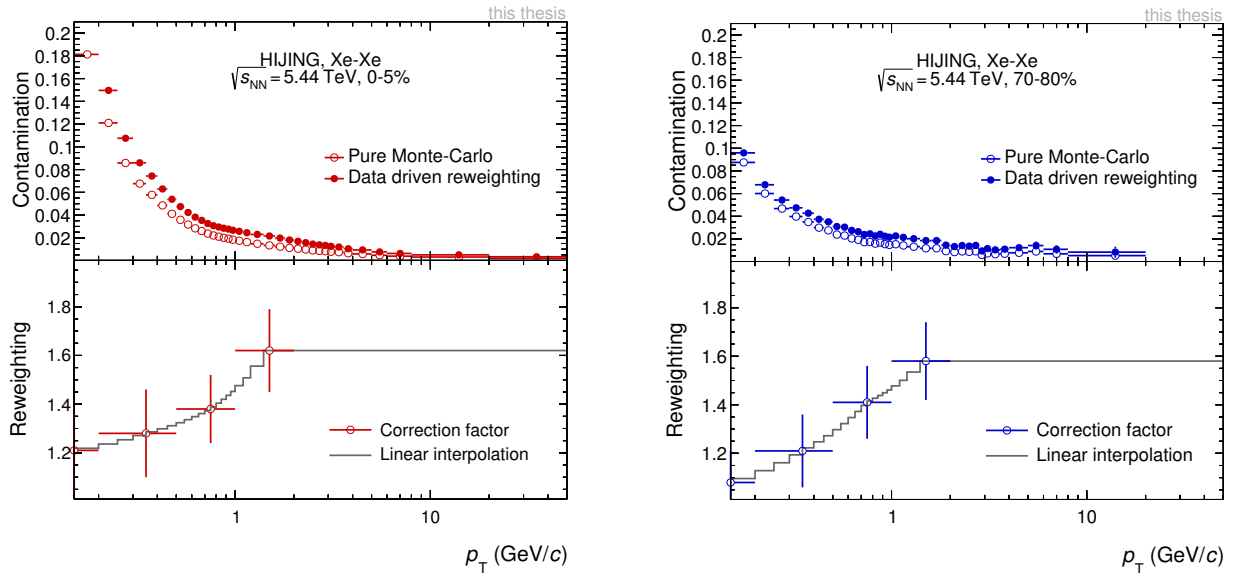 this thesis
HIJING, Xe-Xe
√sNN = 5.44 TeV, 0-5%
Pure Monte-Carlo
Data driven reweighting
Contamination
0.2
0.18
0.16
0.14
0.12
0.1
0.08
0.06
0.04
0.02
Correction factor
Linear interpolation
Reweighting
1.8
1.6
1.4
1.2
1
10
pT (GeV/c)
this thesis
HIJING, Xe-Xe
√sNN = 5.44 TeV, 70-80%
Pure Monte-Carlo
Data driven reweighting
Contamination
0.2
0.18
0.16
0.14
0.12
0.1
0.08
0.06
0.04
0.02
Correction factor
Linear interpolation
Reweighting
1.8
1.6
1.4
1.2
1
10
pT (GeV/c)